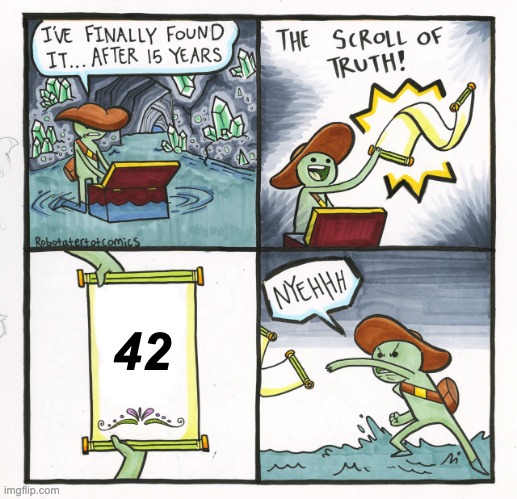 I'VE FINALLY FOUND
IT... AFTER 15 YEARS
THE SCROLL OF
TRUTH!
Robotatertotcomics
42
NYEHHH
imgflip.com